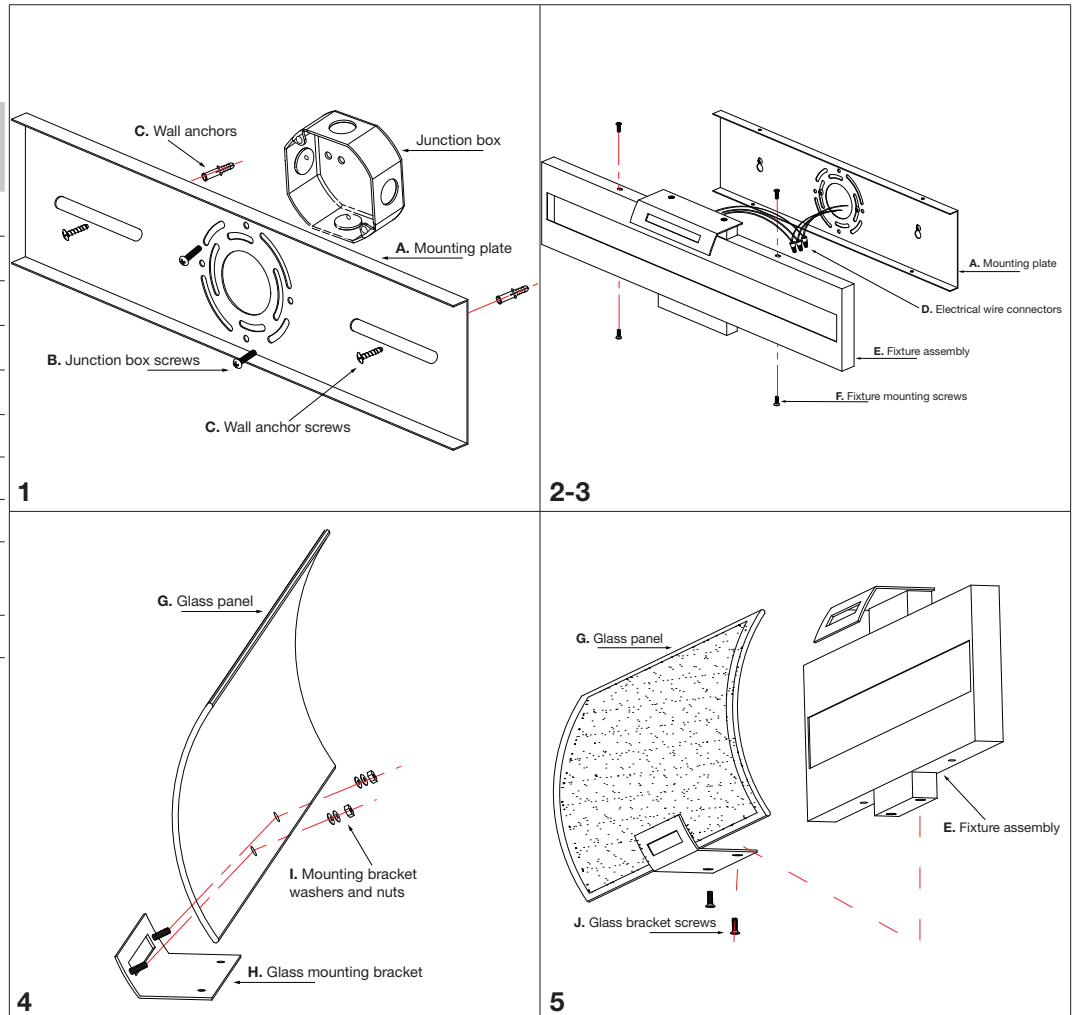 C. Wall anchors
Junction box
A. Mounting plate
B. Junction box screws
C. Wall anchor screws
1
A. Mounting plate
D. Electrical wire connectors
E. Fixture assembly
F. Fixture mounting screws
2-3
G. Glass panel
I. Mounting bracket
washers and nuts
H. Glass mounting bracket
4
G. Glass panel
E. Fixture assembly
J. Glass bracket screws
5